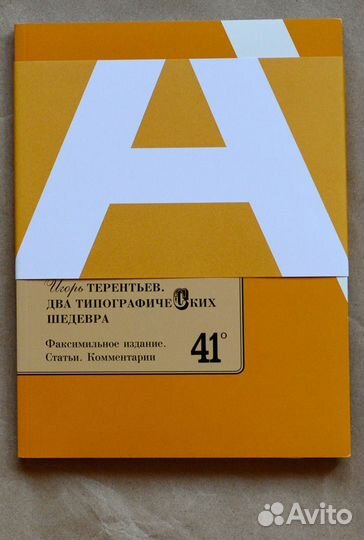 А
Игорь ТЕРЕНТЬЕВ.
ДВА ТИПОГРАФИЧЕСКИХ
ШЕДЕВРА
Факсимильное издание.
Статьи. Комментарии
41°
Avito